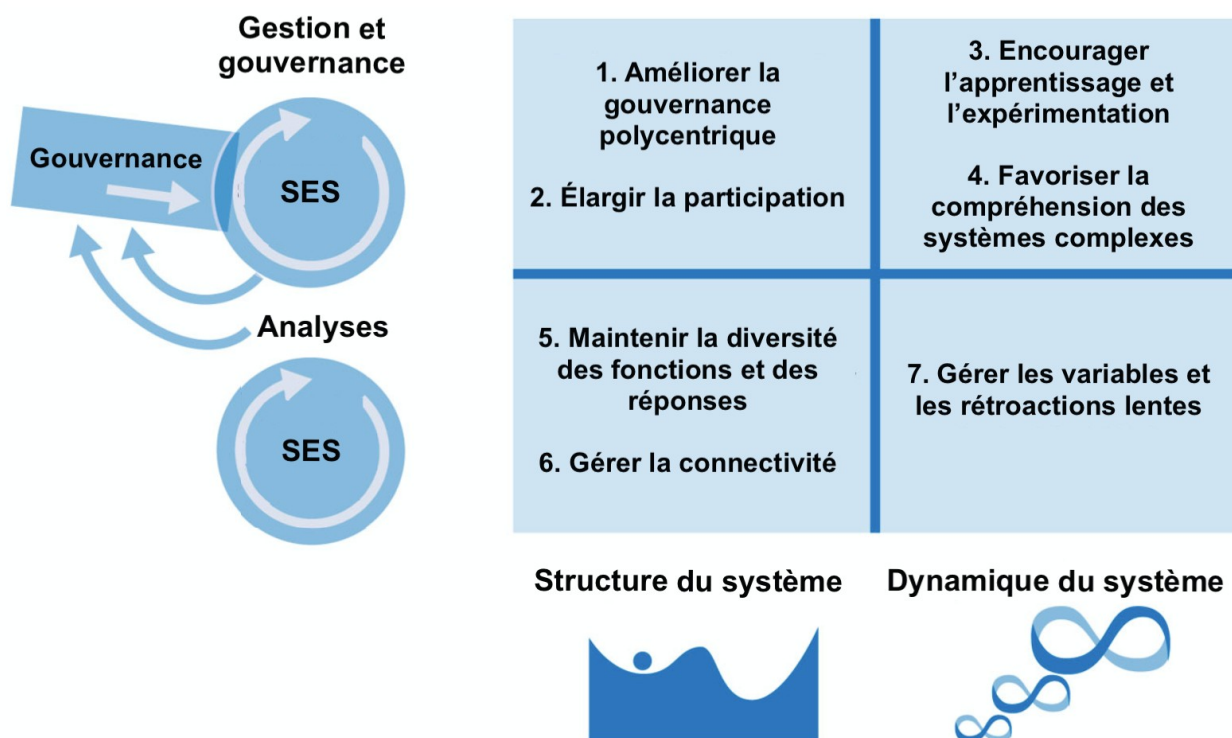 Gestion et
gouvernance
Gouvernance
SES
Analyses
SES
1. Améliorer la
gouvernance
polycentrique
2. Élargir la participation
3. Encourager
l’apprentissage et
l’expérimentation
4. Favoriser la
compréhension des
systèmes complexes
5. Maintenir la diversité
des fonctions et des
réponses
6. Gérer la connectivité
7. Gérer les variables et
les rétroactions lentes
Structure du système
Dynamique du système